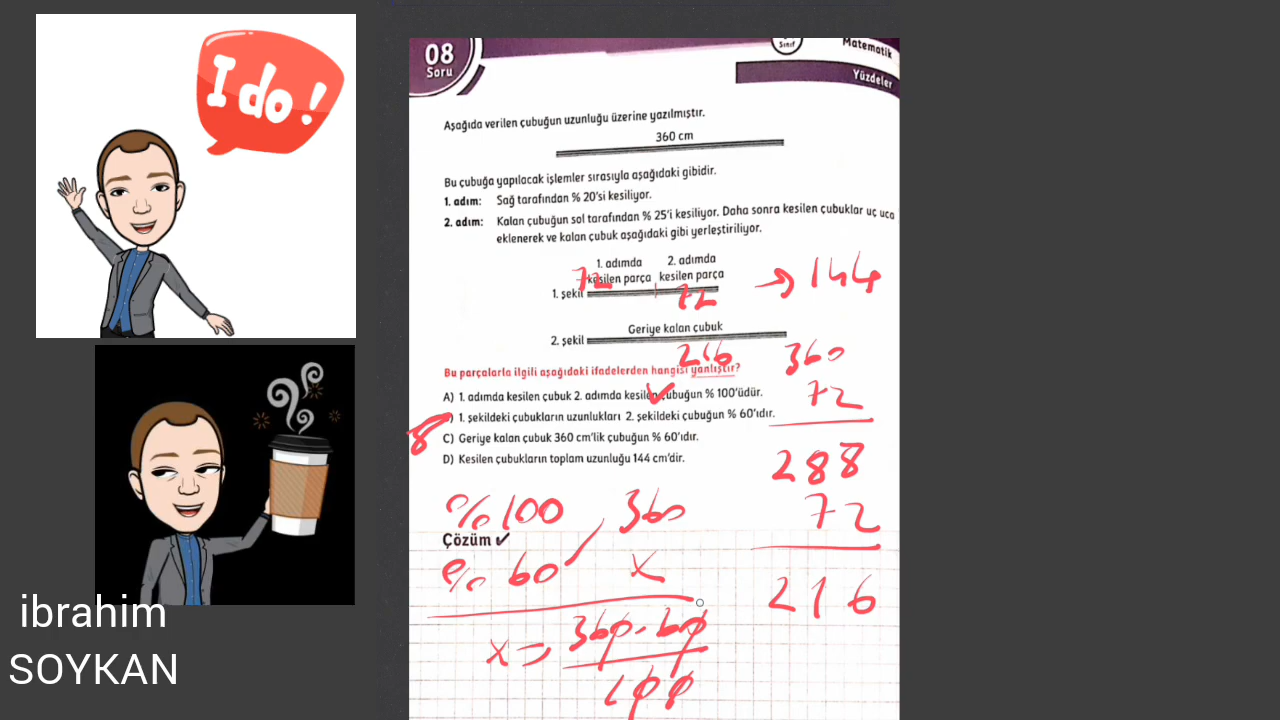 I do!
ibrahim
SOYKAN
08
Soru
Sınıf
Matematik
Yüzdeler
Aşağıda verilen çubuğun uzunluğu üzerine yazılmıştır.
360 cm
Bu çubuğa yapılacak işlemler sırasıyla aşağıdaki gibidir.
1. adım: Sağ tarafından % 20'si kesiliyor.
2. adım: Kalan çubuğun sol tarafından % 25'i kesiliyor. Daha sonra kesilen çubuklar uç uca
eklenerek ve kalan çubuk aşağıdaki gibi yerleştiriliyor.
1. adımda 2. adımda
kesilen parça kesilen parça
72
1. şekil
72
→ 144
Geriye kalan çubuk
2. şekil
216
Bu parçalarla ilgili aşağıdaki ifadelerden hangisi yanlıştır?
A) 1. adımda kesilen çubuk 2. adımda kesilen çubuğun % 100'üdür.
) 1. şekildeki çubukların uzunlukları 2. şekildeki çubuğun % 60'ıdır.
C) Geriye kalan çubuk 360 cm'lik çubuğun % 60'ıdır.
D) Kesilen çubukların toplam uzunluğu 144 cm'dir.
360
72
288
72
216
% 100 360
Çözüm ✓
% 60 x
x = 360.60
100